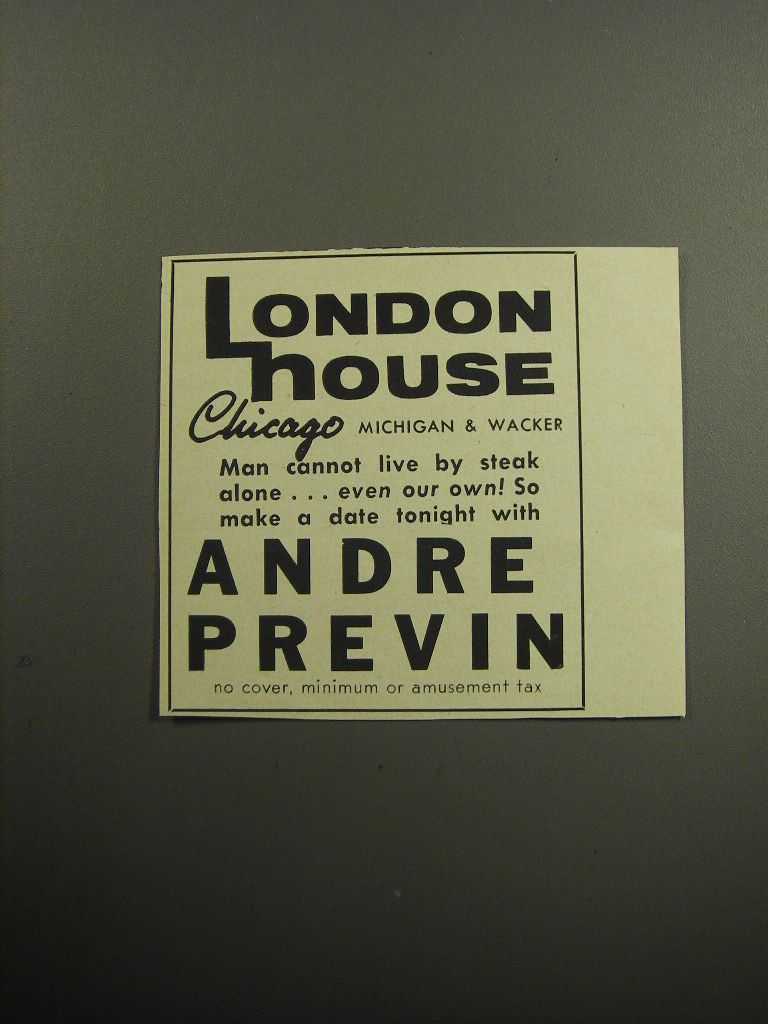 LONDON
hOUSE
Chicago MICHIGAN & WACKER
Man cannot live by steak
alone . . . even our own! So
make a date tonight with
ANDRE
PREVIN
no cover, minimum or amusement tax